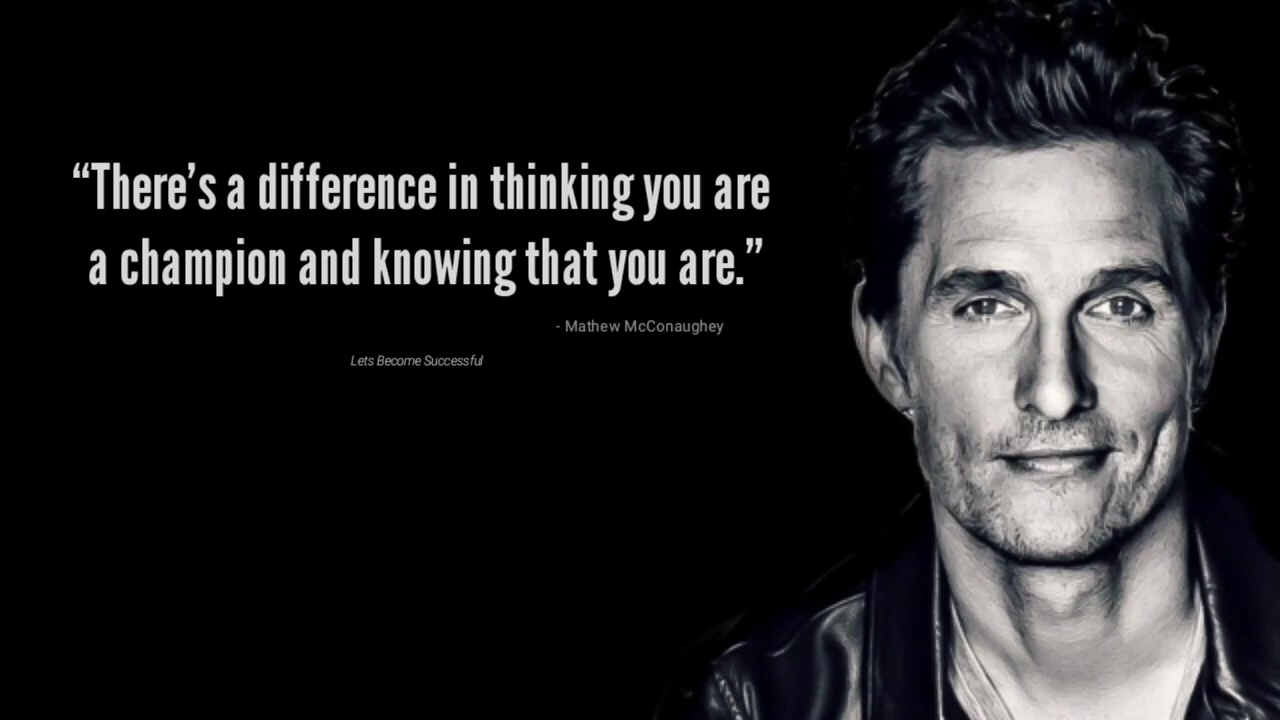 “There’s a difference in thinking you are
a champion and knowing that you are.”
- Mathew McConaughey
Lets Become Successful